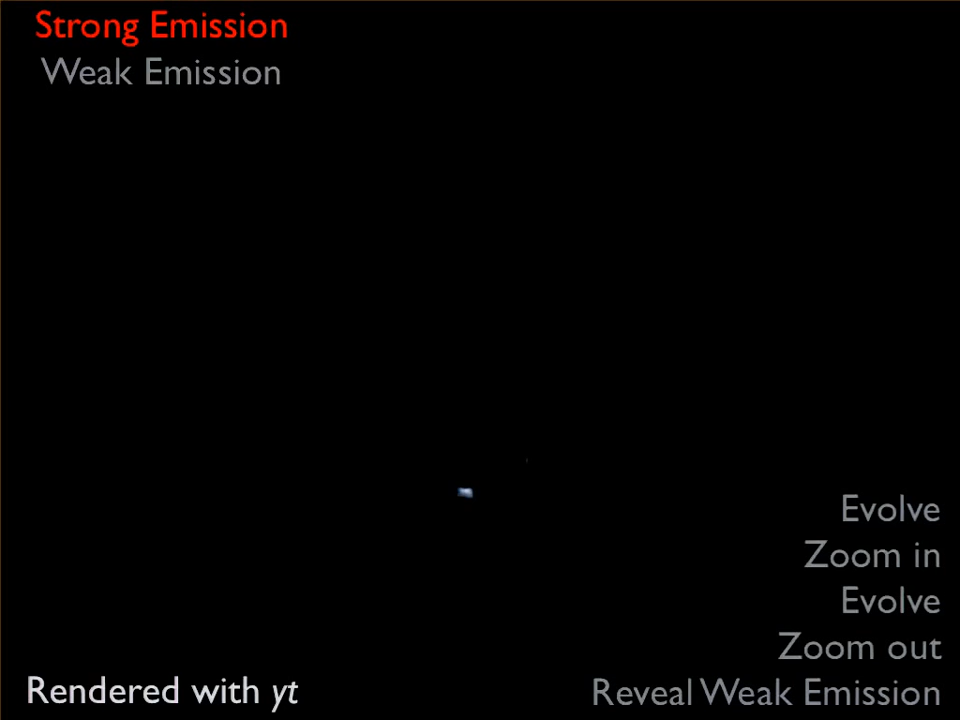 Strong Emission
Weak Emission
Evolve
Zoom in
Evolve
Zoom out
Reveal Weak Emission
Rendered with yt